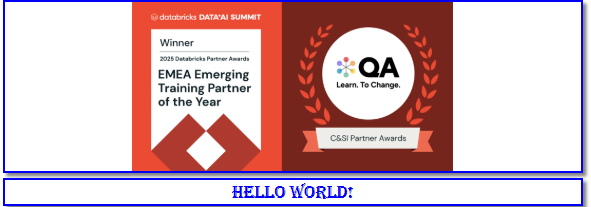 databricks DATA+AI SUMMIT
Winner
2025 Databricks Partner Awards
EMEA Emerging
Training Partner
of the Year
QA
Learn. To Change.
C&SI Partner Awards
HELLO WORLD!